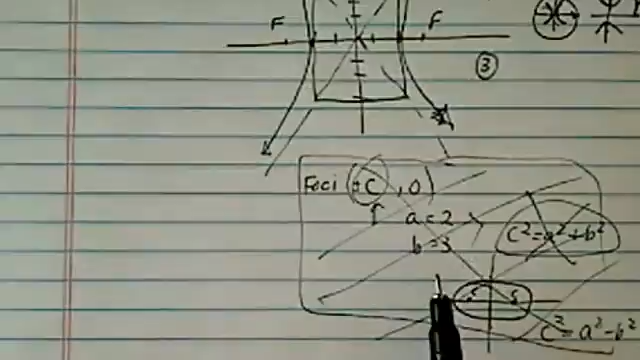 F F
③
Foci (±C, 0)
a=2
b=3
c²=a²+b²
c²=a²-b²